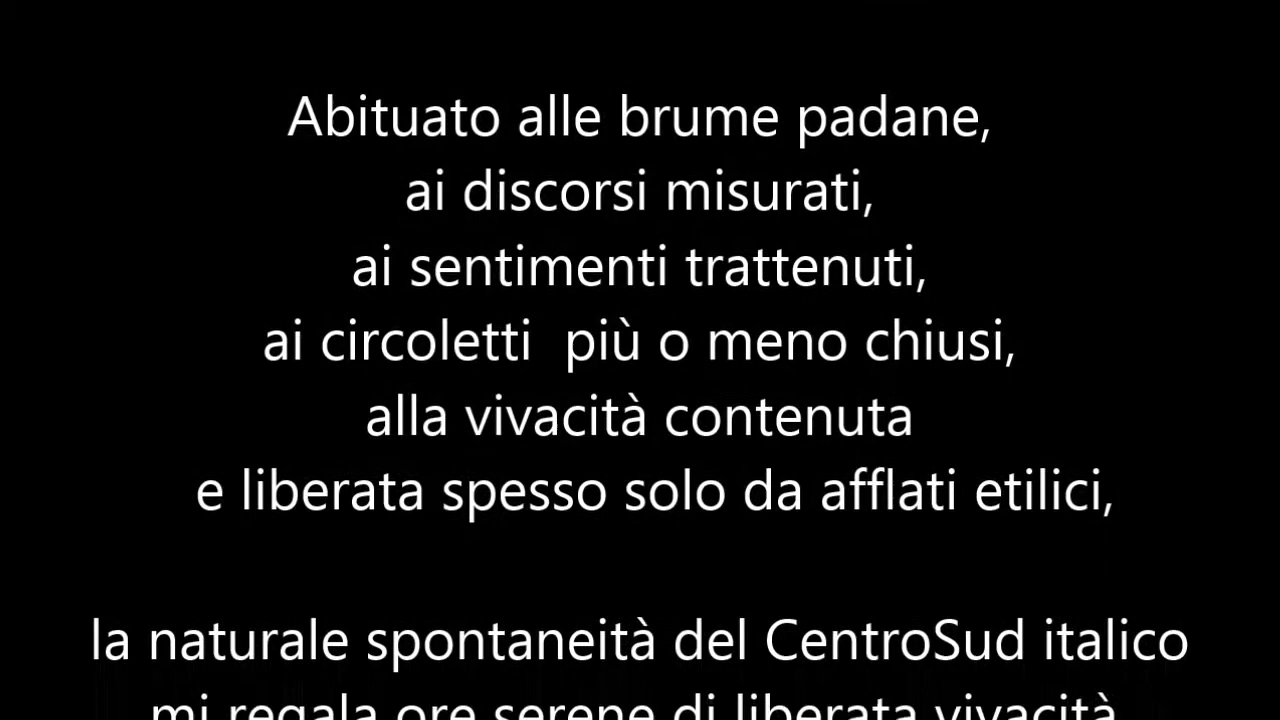 Abituato alle brume padane,
ai discorsi misurati,
ai sentimenti trattenuti,
ai circoletti  più o meno chiusi,
alla vivacità contenuta
e liberata spesso solo da afflati etilici,
la naturale spontaneità del CentroSud italico
mi regala ore serene di liberata vivacità